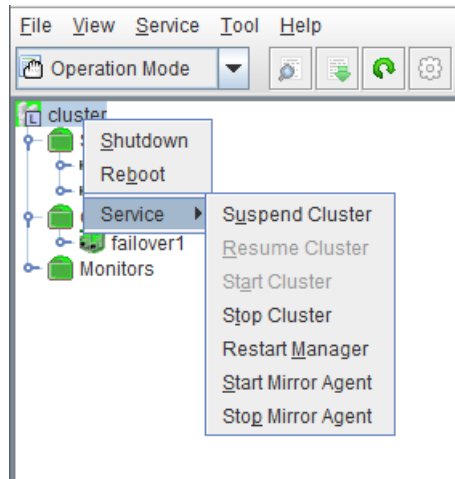 File View Service Tool Help
Operation Mode
L cluster
S
Shutdown
Reboot
G
Service
Suspend Cluster
failover1
Resume Cluster
Monitors
Start Cluster
Stop Cluster
Restart Manager
Start Mirror Agent
Stop Mirror Agent